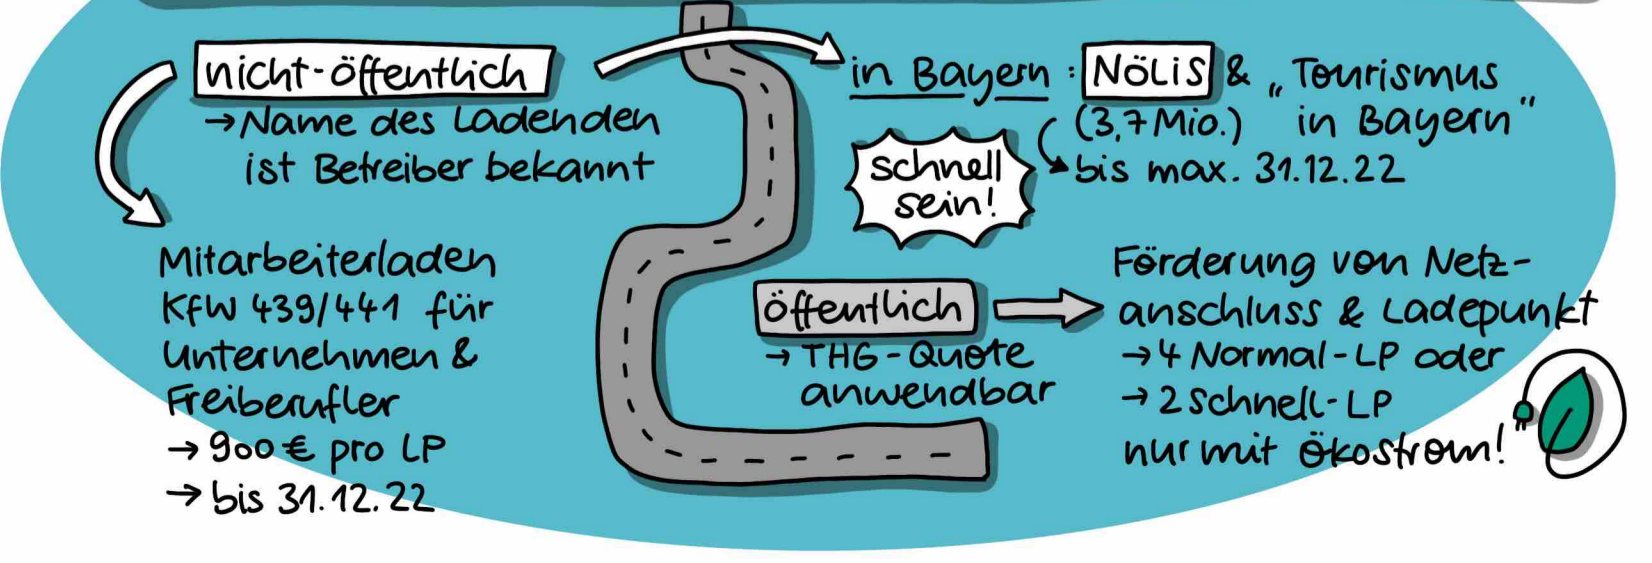 nicht-öffentlich
→ Name des Ladenden
ist Betreiber bekannt
in Bayern: NÖLIS & „Tourismus
(3,7 Mio.) in Bayern"
bis max. 31.12.22
schnell
sein!
Mitarbeiterladen
KfW 439/441 für
Unternehmen &
Freiberufler
→ 900 € pro LP
→ bis 31.12.22
öffentlich
→ THG-Quote
anwendbar
Förderung von Netz-
anschluss & Ladepunkt
→ 4 Normal-LP oder
→ 2 Schnell-LP
nur mit Ökostrom!